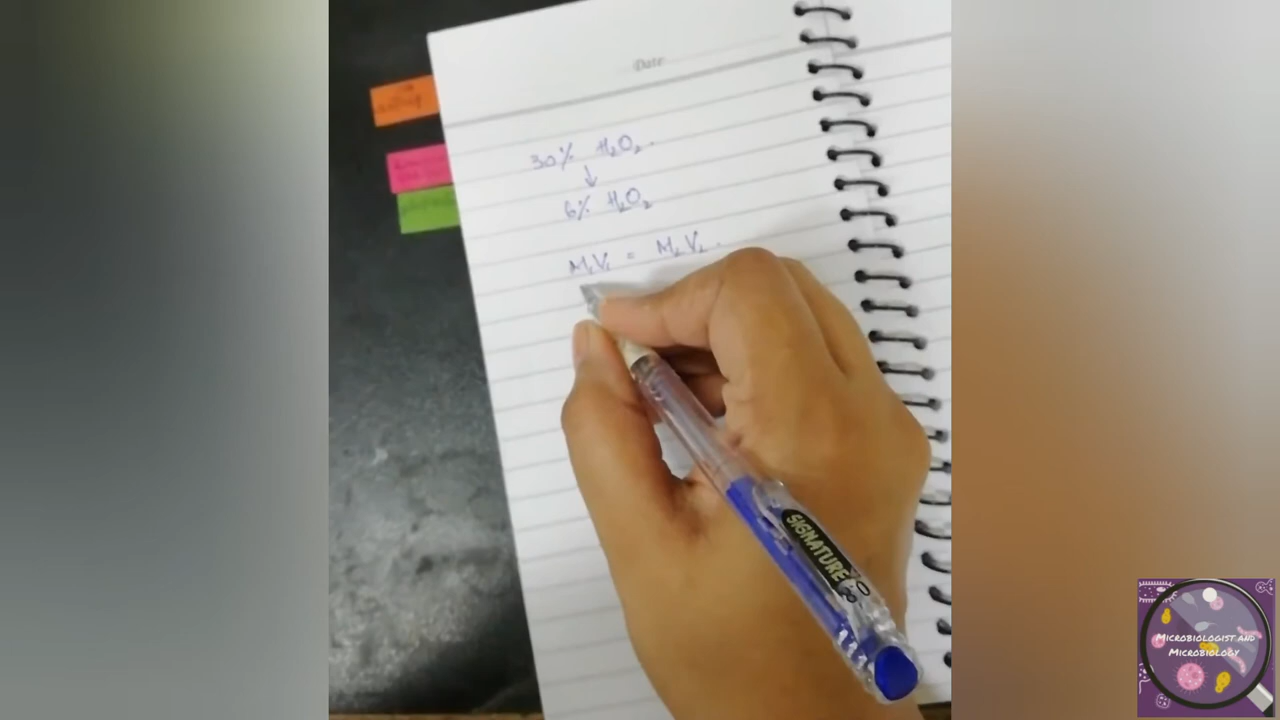 Date
30% H₂O₂.
↓
6% H₂O₂
M₁V₁ = M₂V₂.
SIGNATURE
MICROBIOLOGIST AND
MICROBIOLOGY